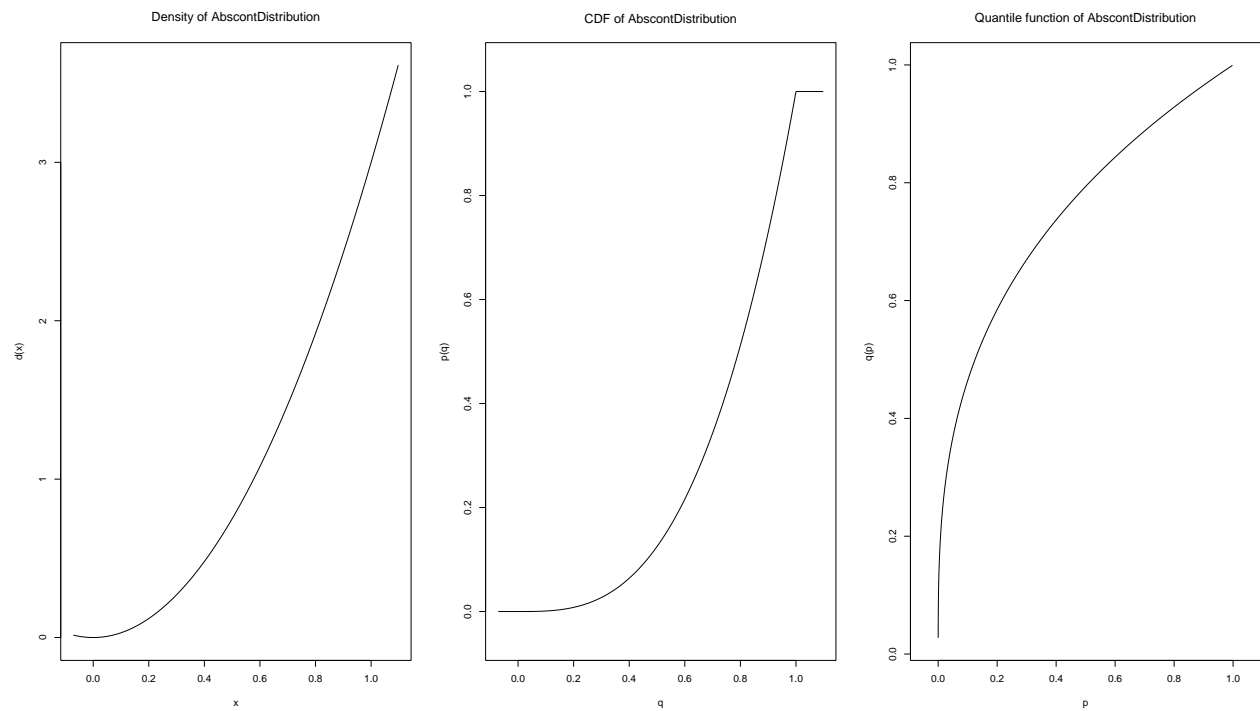 Density of AbscontDistribution
d(x)
3
2
1
0
0.0 0.2 0.4 0.6 0.8 1.0
x
CDF of AbscontDistribution
p(q)
1.0
0.8
0.6
0.4
0.2
0.0
0.0 0.2 0.4 0.6 0.8 1.0
q
Quantile function of AbscontDistribution
q(p)
1.0
0.8
0.6
0.4
0.2
0.0
0.0 0.2 0.4 0.6 0.8 1.0
p